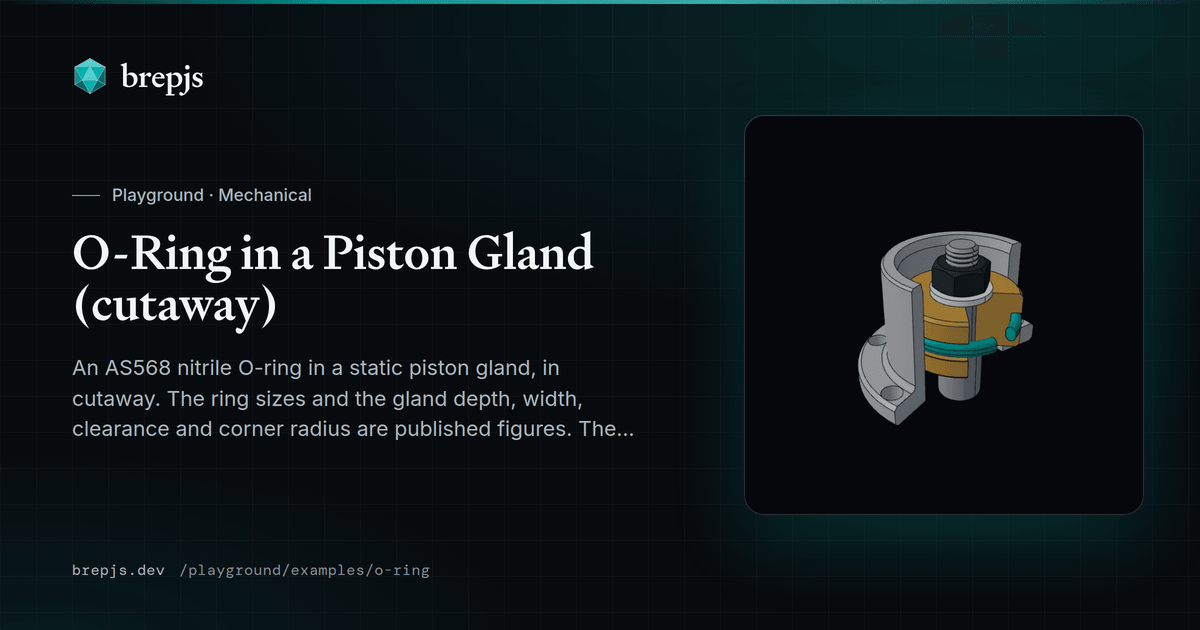 brepjs
Playground · Mechanical
O-Ring in a Piston Gland
(cutaway)
An AS568 nitrile O-ring in a static piston gland, in
cutaway. The ring sizes and the gland depth, width,
clearance and corner radius are published figures. The...
brepjs.dev /playground/examples/o-ring